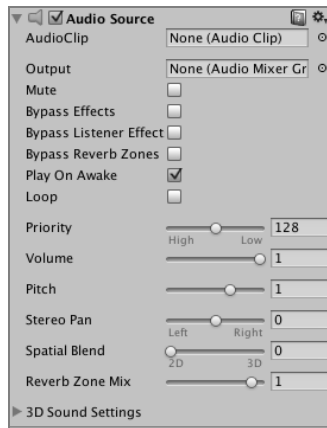 Audio Source
AudioClip None (Audio Clip)
Output None (Audio Mixer Gr
Mute
Bypass Effects
Bypass Listener Effect
Bypass Reverb Zones
Play On Awake
Loop
Priority 128
High Low
Volume 1
Pitch 1
Stereo Pan 0
Left Right
Spatial Blend 0
2D 3D
Reverb Zone Mix 1
3D Sound Settings